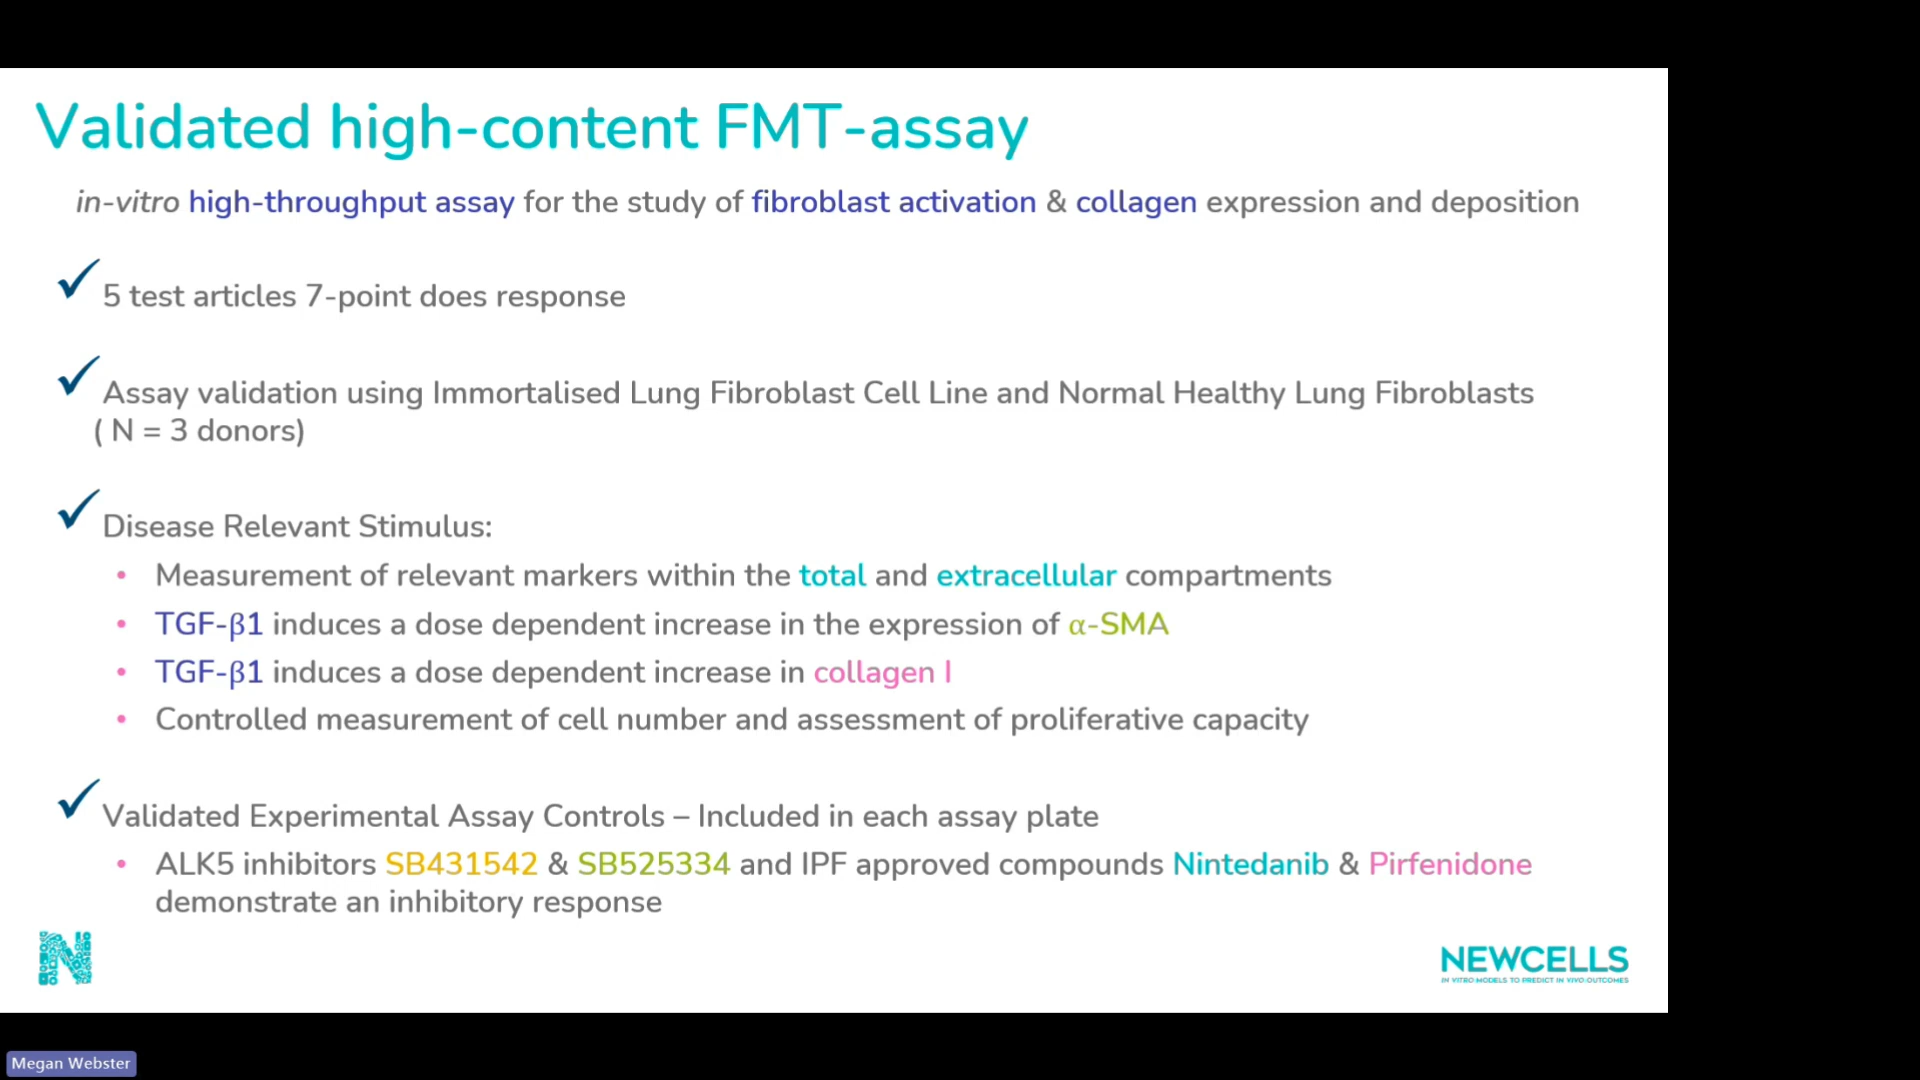 Validated high-content FMT-assay
in-vitro high-throughput assay for the study of fibroblast activation & collagen expression and deposition
✓ 5 test articles 7-point does response
✓ Assay validation using Immortalised Lung Fibroblast Cell Line and Normal Healthy Lung Fibroblasts
( N = 3 donors)
✓ Disease Relevant Stimulus:
• Measurement of relevant markers within the total and extracellular compartments
• TGF-β1 induces a dose dependent increase in the expression of α-SMA
• TGF-β1 induces a dose dependent increase in collagen I
• Controlled measurement of cell number and assessment of proliferative capacity
✓ Validated Experimental Assay Controls – Included in each assay plate
• ALK5 inhibitors SB431542 & SB525334 and IPF approved compounds Nintedanib & Pirfenidone
demonstrate an inhibitory response
N
NEWCELLS
IN VITRO MODELS TO PREDICT IN VIVO OUTCOMES
Megan Webster